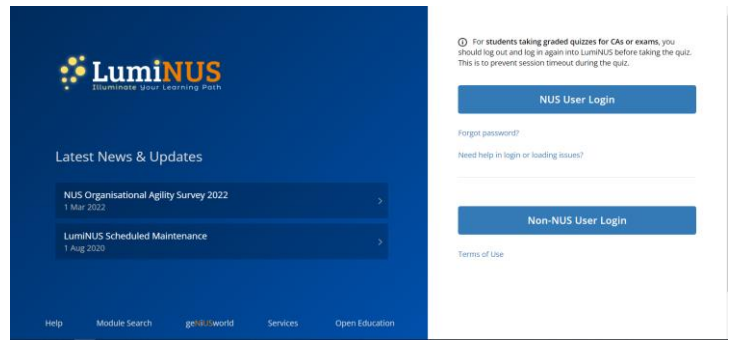 LumiNUS
Illuminate Your Learning Path
Latest News & Updates
NUS Organisational Agility Survey 2022
1 Mar 2022
LumiNUS Scheduled Maintenance
1 Aug 2020
Help Module Search geNiUSworld Services Open Education
For students taking graded quizzes for CAs or exams, you
should log out and log in again into LumiNUS before taking the quiz.
This is to prevent session timeout during the quiz.
NUS User Login
Forgot password?
Need help in login or loading issues?
Non-NUS User Login
Terms of Use